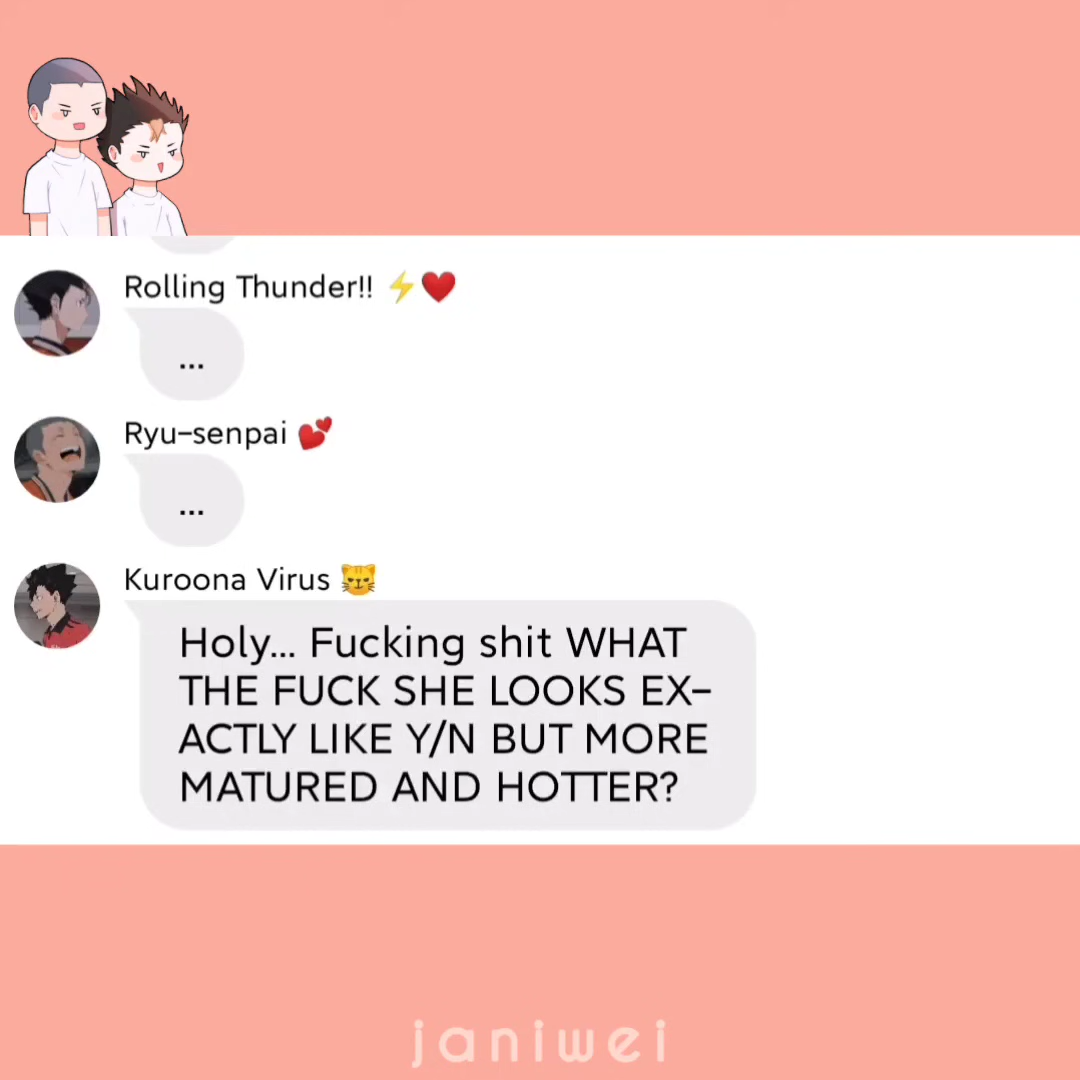 Rolling Thunder!! ⚡❤️
...
Ryu-senpai 💕
...
Kuroona Virus 🐱
Holy... Fucking shit WHAT
THE FUCK SHE LOOKS EX-
ACTLY LIKE Y/N BUT MORE
MATURED AND HOTTER?
janiwei